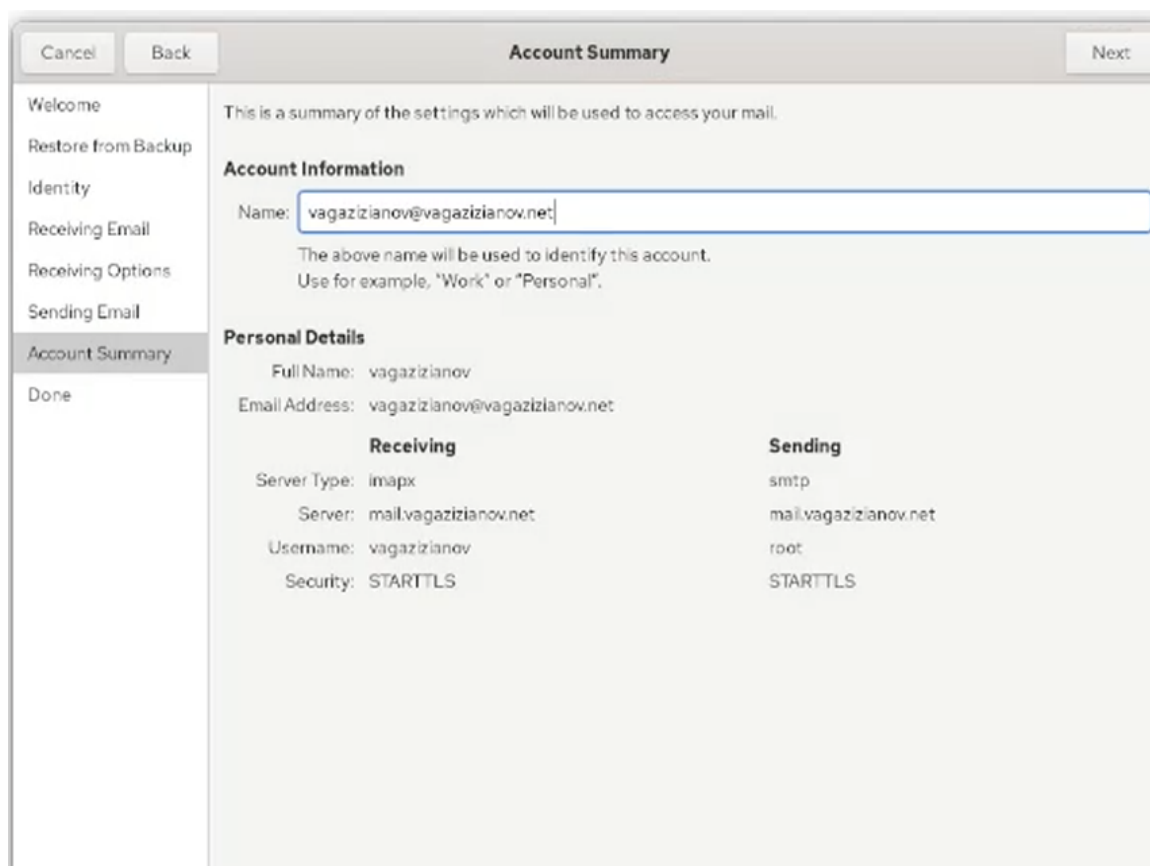 Cancel Back Account Summary Next
Welcome
Restore from Backup
Identity
Receiving Email
Receiving Options
Sending Email
Account Summary
Done
This is a summary of the settings which will be used to access your mail.
Account Information
Name: vagazizianov@vagazizianov.net
The above name will be used to identify this account.
Use for example, "Work" or "Personal".
Personal Details
Full Name: vagazizianov
Email Address: vagazizianov@vagazizianov.net
Receiving Sending
Server Type: imapx smtp
Server: mail.vagazizianov.net mail.vagazizianov.net
Username: vagazizianov root
Security: STARTTLS STARTTLS